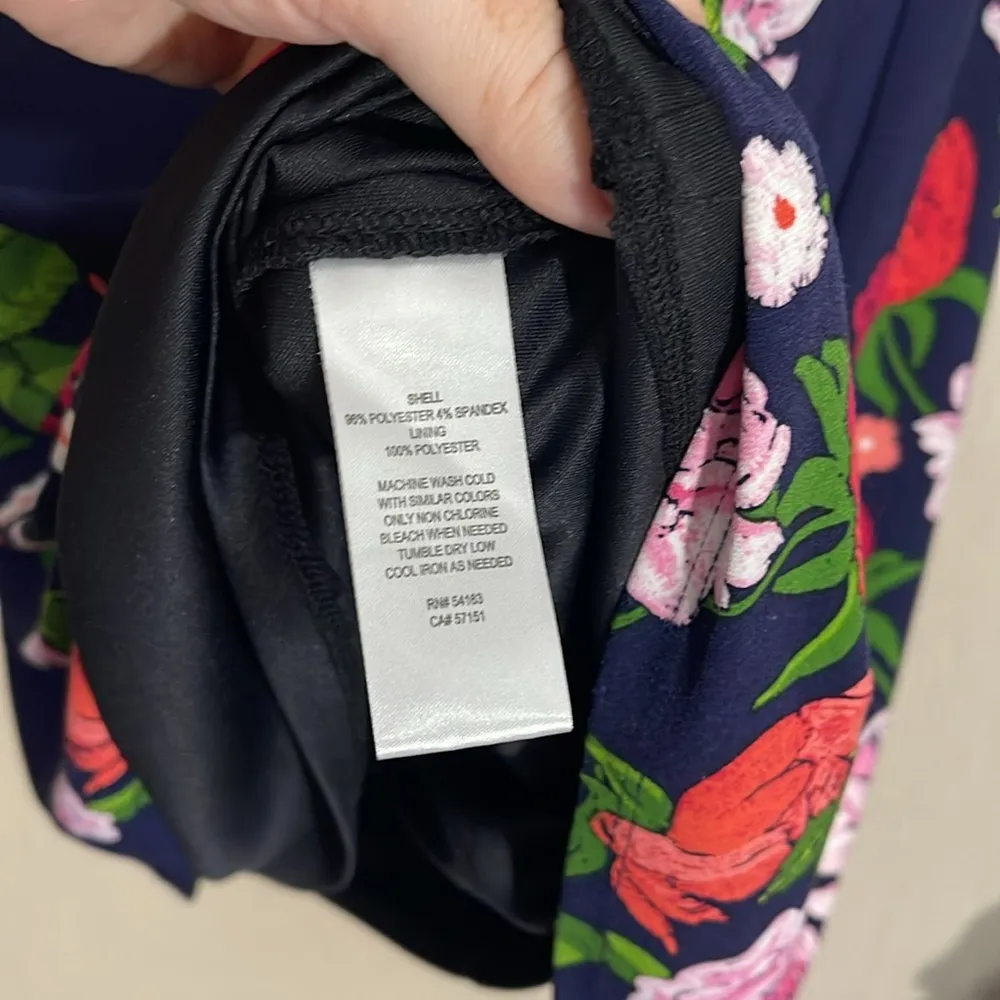 SHELL
96% POLYESTER 4% SPANDEX
LINING
100% POLYESTER
MACHINE WASH COLD
WITH SIMILAR COLORS
ONLY NON CHLORINE
BLEACH WHEN NEEDED
TUMBLE DRY LOW
COOL IRON AS NEEDED
RN# 54183
CA# 57151